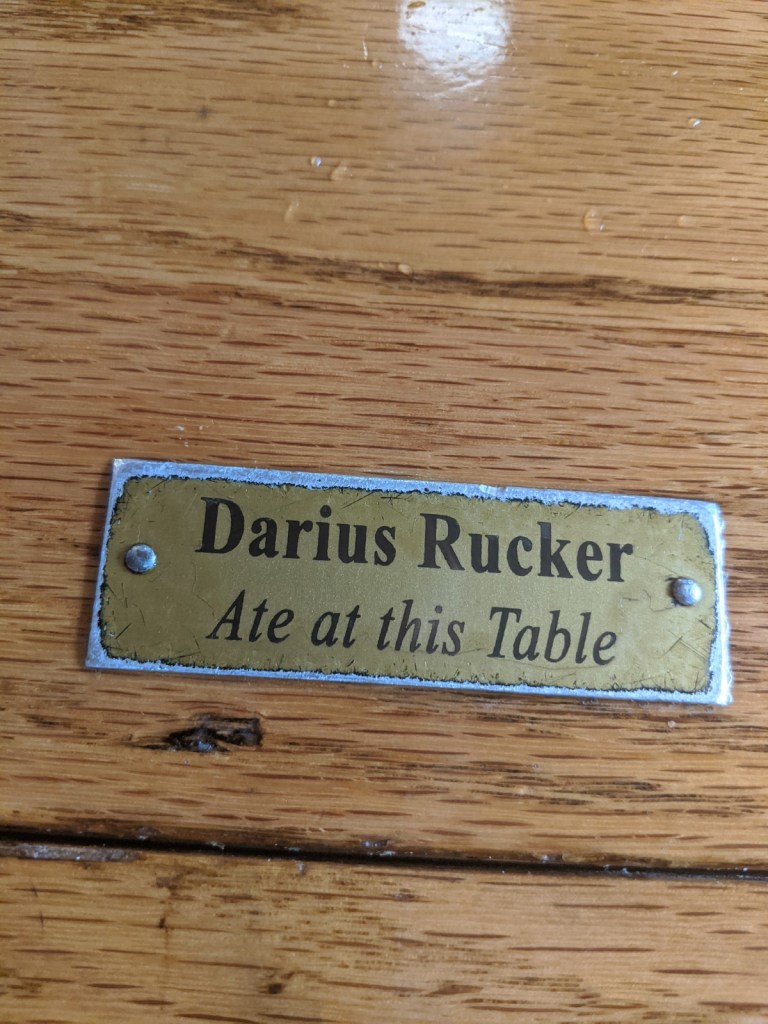 Darius Rucker
Ate at this Table